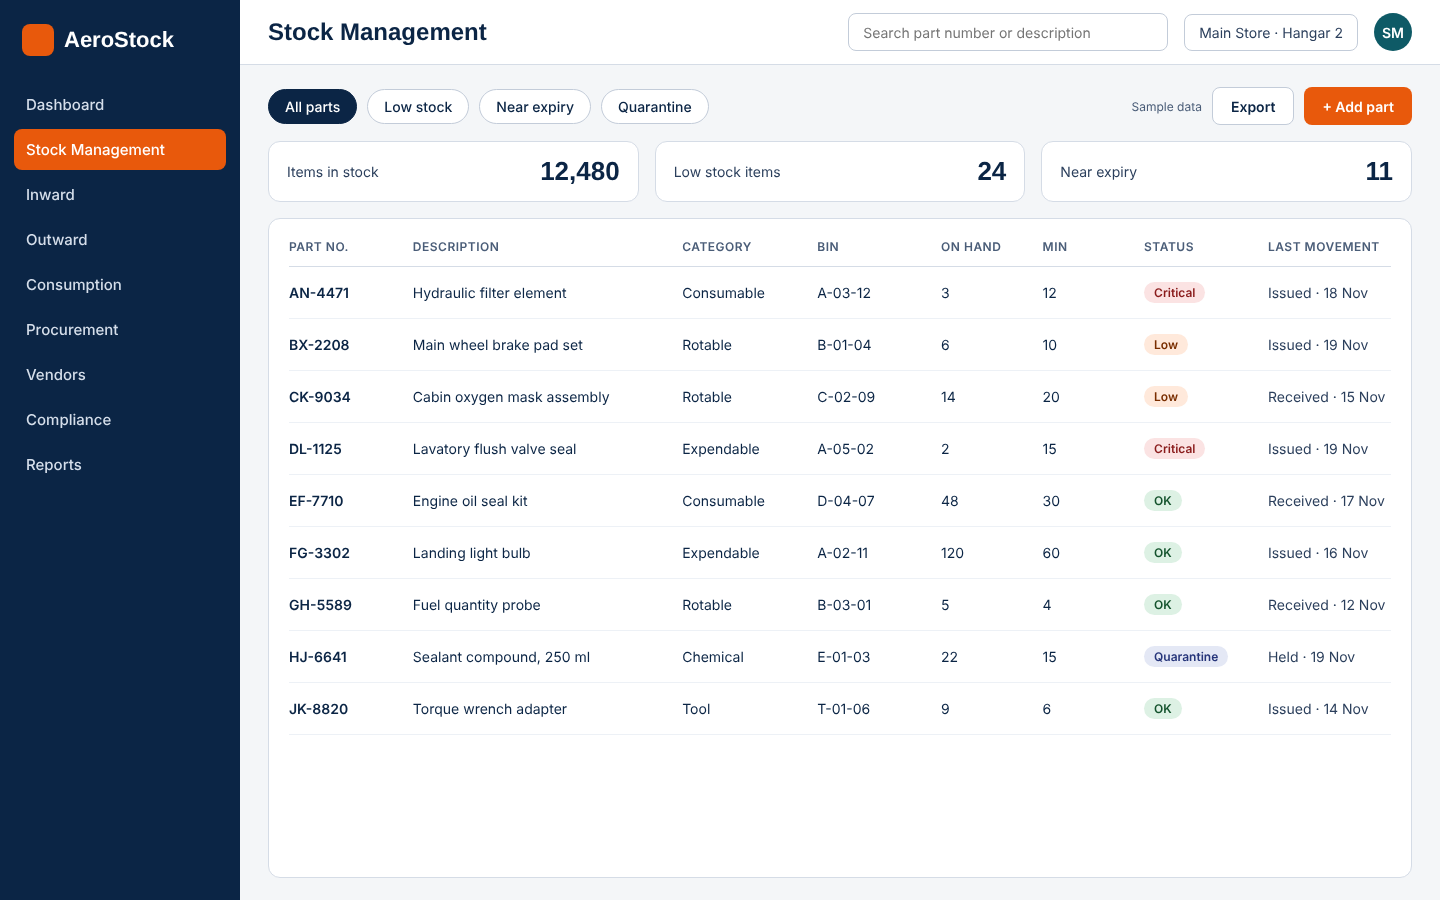 AeroStock
Dashboard
Stock Management
Inward
Outward
Consumption
Procurement
Vendors
Compliance
Reports
Stock Management
Search part number or description
Main Store · Hangar 2
SM
All parts
Low stock
Near expiry
Quarantine
Sample data
Export
+ Add part
Items in stock 12,480
Low stock items 24
Near expiry 11
PART NO. DESCRIPTION CATEGORY BIN ON HAND MIN STATUS LAST MOVEMENT
AN-4471 Hydraulic filter element Consumable A-03-12 3 12 Critical Issued · 18 Nov
BX-2208 Main wheel brake pad set Rotable B-01-04 6 10 Low Issued · 19 Nov
CK-9034 Cabin oxygen mask assembly Rotable C-02-09 14 20 Low Received · 15 Nov
DL-1125 Lavatory flush valve seal Expendable A-05-02 2 15 Critical Issued · 19 Nov
EF-7710 Engine oil seal kit Consumable D-04-07 48 30 OK Received · 17 Nov
FG-3302 Landing light bulb Expendable A-02-11 120 60 OK Issued · 16 Nov
GH-5589 Fuel quantity probe Rotable B-03-01 5 4 OK Received · 12 Nov
HJ-6641 Sealant compound, 250 ml Chemical E-01-03 22 15 Quarantine Held · 19 Nov
JK-8820 Torque wrench adapter Tool T-01-06 9 6 OK Issued · 14 Nov